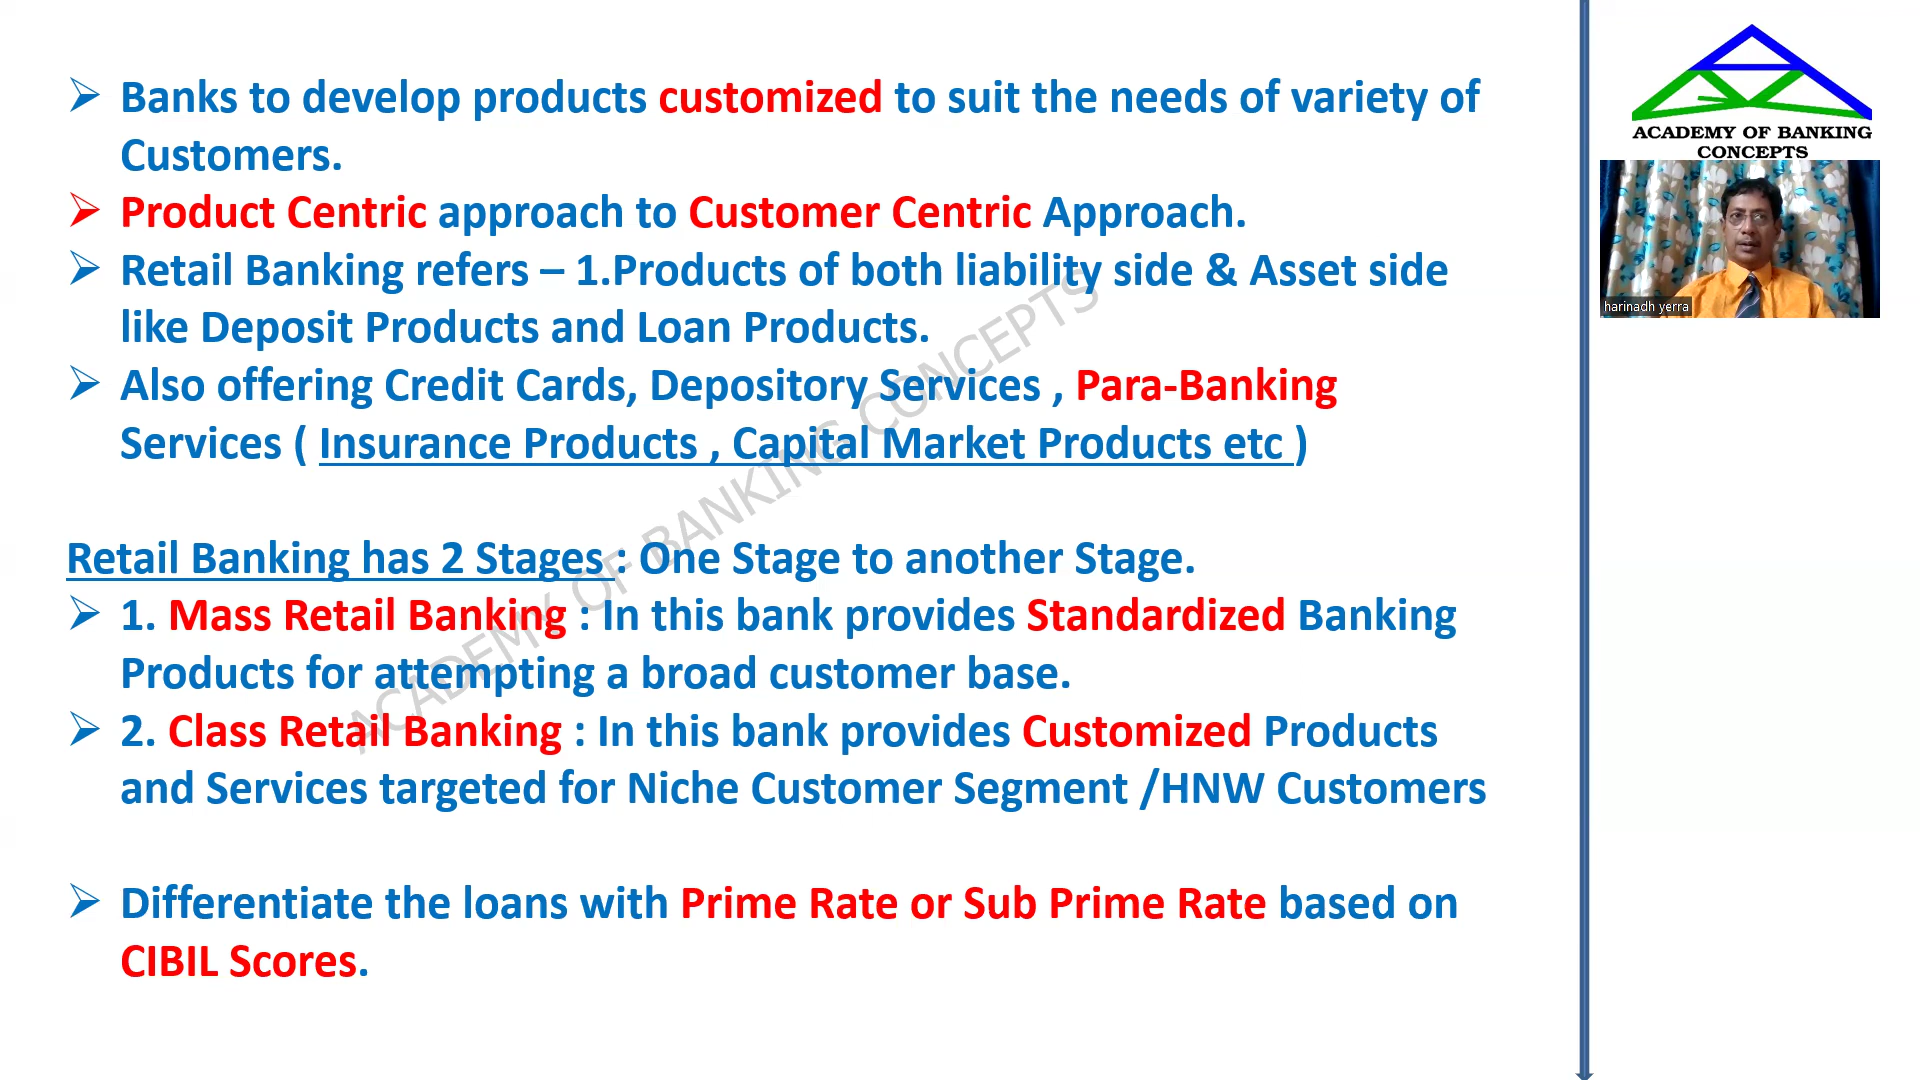 Banks to develop products customized to suit the needs of variety of
Customers.
Product Centric approach to Customer Centric Approach.
Retail Banking refers – 1.Products of both liability side & Asset side
like Deposit Products and Loan Products.
Also offering Credit Cards, Depository Services , Para-Banking
Services ( Insurance Products , Capital Market Products etc )
Retail Banking has 2 Stages : One Stage to another Stage.
1. Mass Retail Banking : In this bank provides Standardized Banking
Products for attempting a broad customer base.
2. Class Retail Banking : In this bank provides Customized Products
and Services targeted for Niche Customer Segment /HNW Customers
Differentiate the loans with Prime Rate or Sub Prime Rate based on
CIBIL Scores.
ACADEMY OF BANKING CONCEPTS
ACADEMY OF BANKING
CONCEPTS
harinadh yerra